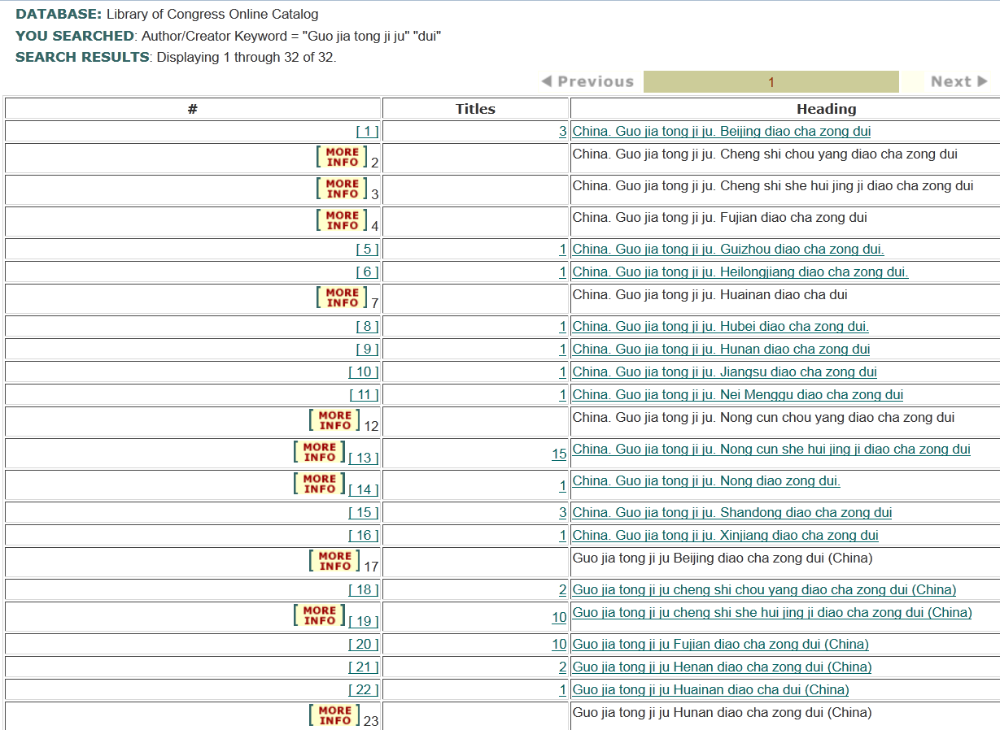 DATABASE: Library of Congress Online Catalog
YOU SEARCHED: Author/Creator Keyword = "Guo jia tong ji ju" "dui"
SEARCH RESULTS: Displaying 1 through 32 of 32.
◀ Previous 1 Next ▶
# Titles Heading
[ 1 ] 3 China. Guo jia tong ji ju. Beijing diao cha zong dui
[ MORE INFO ] 2 China. Guo jia tong ji ju. Cheng shi chou yang diao cha zong dui
[ MORE INFO ] 3 China. Guo jia tong ji ju. Cheng shi she hui jing ji diao cha zong dui
[ MORE INFO ] 4 China. Guo jia tong ji ju. Fujian diao cha zong dui
[ 5 ] 1 China. Guo jia tong ji ju. Guizhou diao cha zong dui.
[ 6 ] 1 China. Guo jia tong ji ju. Heilongjiang diao cha zong dui.
[ MORE INFO ] 7 China. Guo jia tong ji ju. Huainan diao cha dui
[ 8 ] 1 China. Guo jia tong ji ju. Hubei diao cha zong dui.
[ 9 ] 1 China. Guo jia tong ji ju. Hunan diao cha zong dui
[ 10 ] 1 China. Guo jia tong ji ju. Jiangsu diao cha zong dui
[ 11 ] 1 China. Guo jia tong ji ju. Nei Menggu diao cha zong dui
[ MORE INFO ] 12 China. Guo jia tong ji ju. Nong cun chou yang diao cha zong dui
[ MORE INFO ] [ 13 ] 15 China. Guo jia tong ji ju. Nong cun she hui jing ji diao cha zong dui
[ MORE INFO ] [ 14 ] 1 China. Guo jia tong ji ju. Nong diao zong dui.
[ 15 ] 3 China. Guo jia tong ji ju. Shandong diao cha zong dui
[ 16 ] 1 China. Guo jia tong ji ju. Xinjiang diao cha zong dui
[ MORE INFO ] 17 Guo jia tong ji ju Beijing diao cha zong dui (China)
[ 18 ] 2 Guo jia tong ji ju cheng shi chou yang diao cha zong dui (China)
[ MORE INFO ] [ 19 ] 10 Guo jia tong ji ju cheng shi she hui jing ji diao cha zong dui (China)
[ 20 ] 10 Guo jia tong ji ju Fujian diao cha zong dui (China)
[ 21 ] 2 Guo jia tong ji ju Henan diao cha zong dui (China)
[ 22 ] 1 Guo jia tong ji ju Huainan diao cha dui (China)
[ MORE INFO ] 23 Guo jia tong ji ju Hunan diao cha zong dui (China)